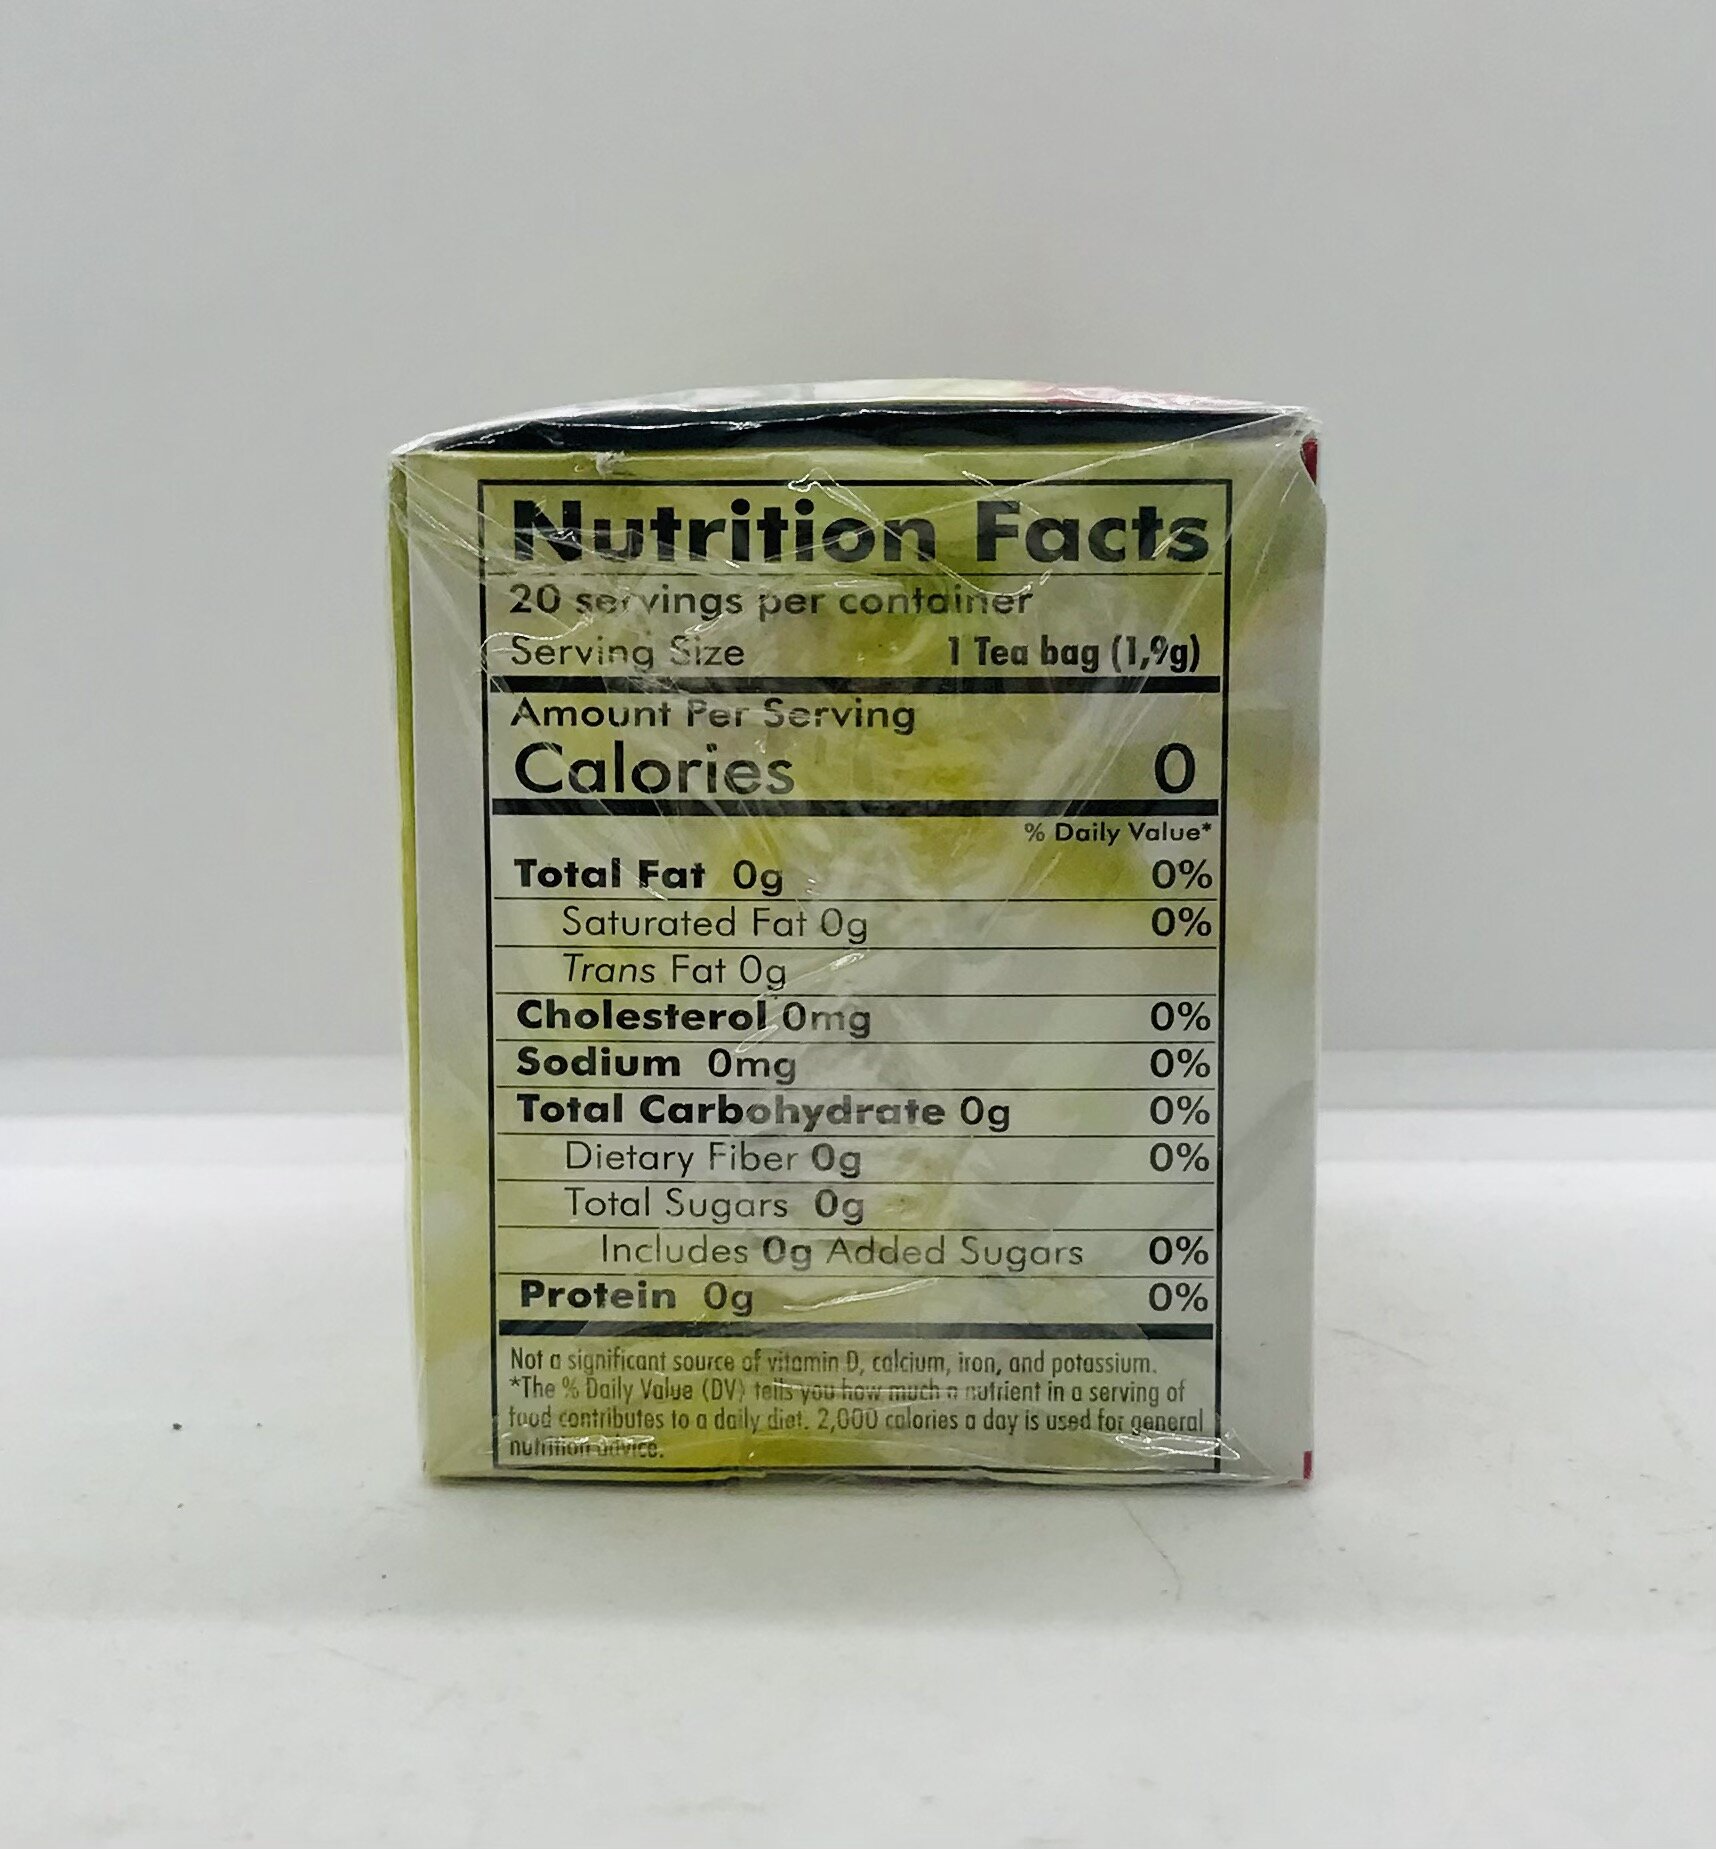 Nutrition Facts
20 servings per container
Serving Size 1 Tea bag (1,9g)
Amount Per Serving
Calories 0
% Daily Value*
Total Fat 0g 0%
Saturated Fat 0g 0%
Trans Fat 0g
Cholesterol 0mg 0%
Sodium 0mg 0%
Total Carbohydrate 0g 0%
Dietary Fiber 0g 0%
Total Sugars 0g
Includes 0g Added Sugars 0%
Protein 0g 0%
Not a significant source of vitamin D, calcium, iron, and potassium.
*The % Daily Value (DV) tells you how much a nutrient in a serving of
food contributes to a daily diet. 2,000 calories a day is used for general
nutrition advice.